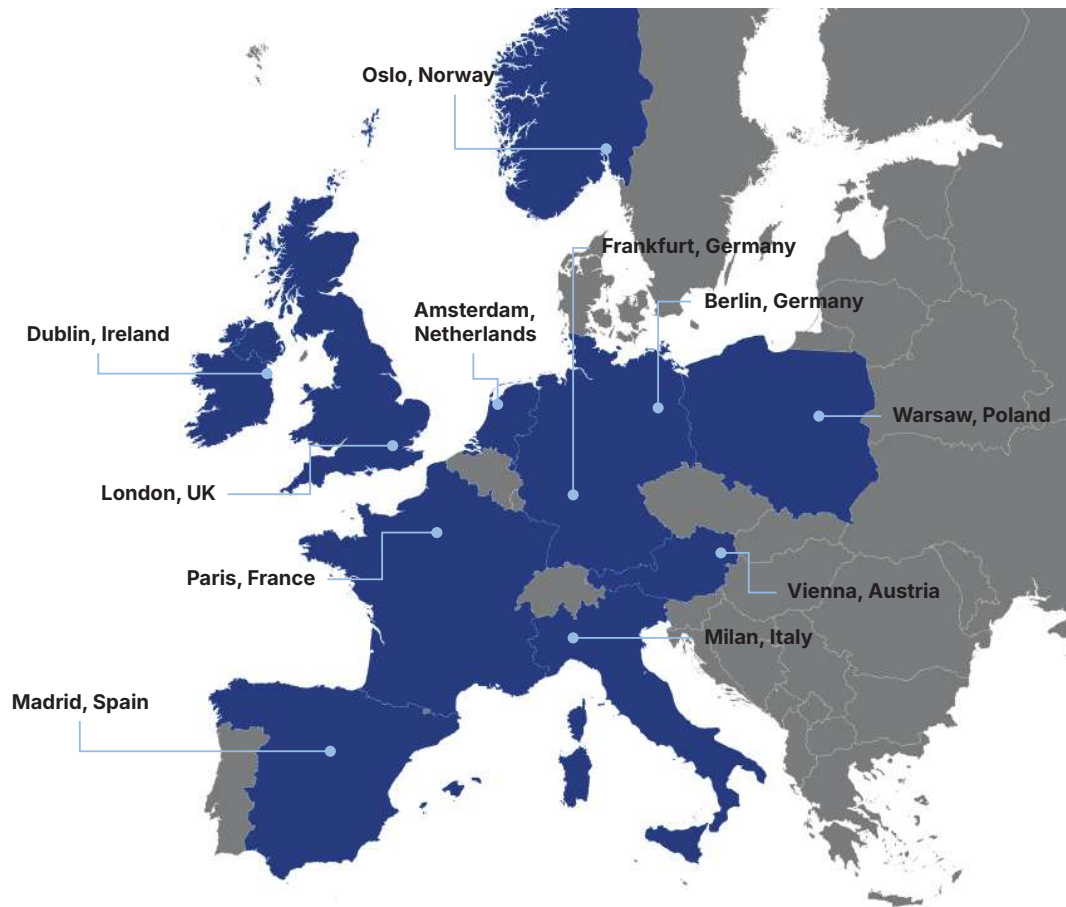 Oslo, Norway
Frankfurt, Germany
Berlin, Germany
Amsterdam,
Netherlands
Dublin, Ireland
Warsaw, Poland
London, UK
Paris, France
Vienna, Austria
Milan, Italy
Madrid, Spain